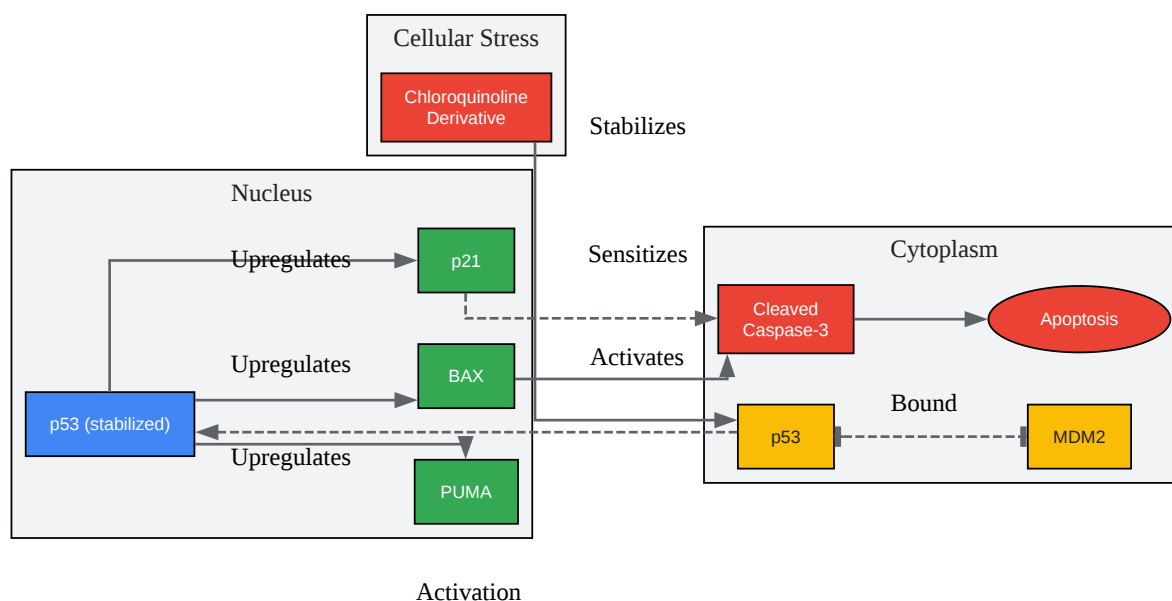 Cellular Stress
Chloroquinoline
Derivative
Stabilizes
Nucleus
Upregulates
p21
Sensitizes
Cytoplasm
Cleaved
Caspase-3
Apoptosis
Upregulates
BAX
Activates
p53 (stabilized)
Bound
p53
MDM2
Upregulates
PUMA
Activation